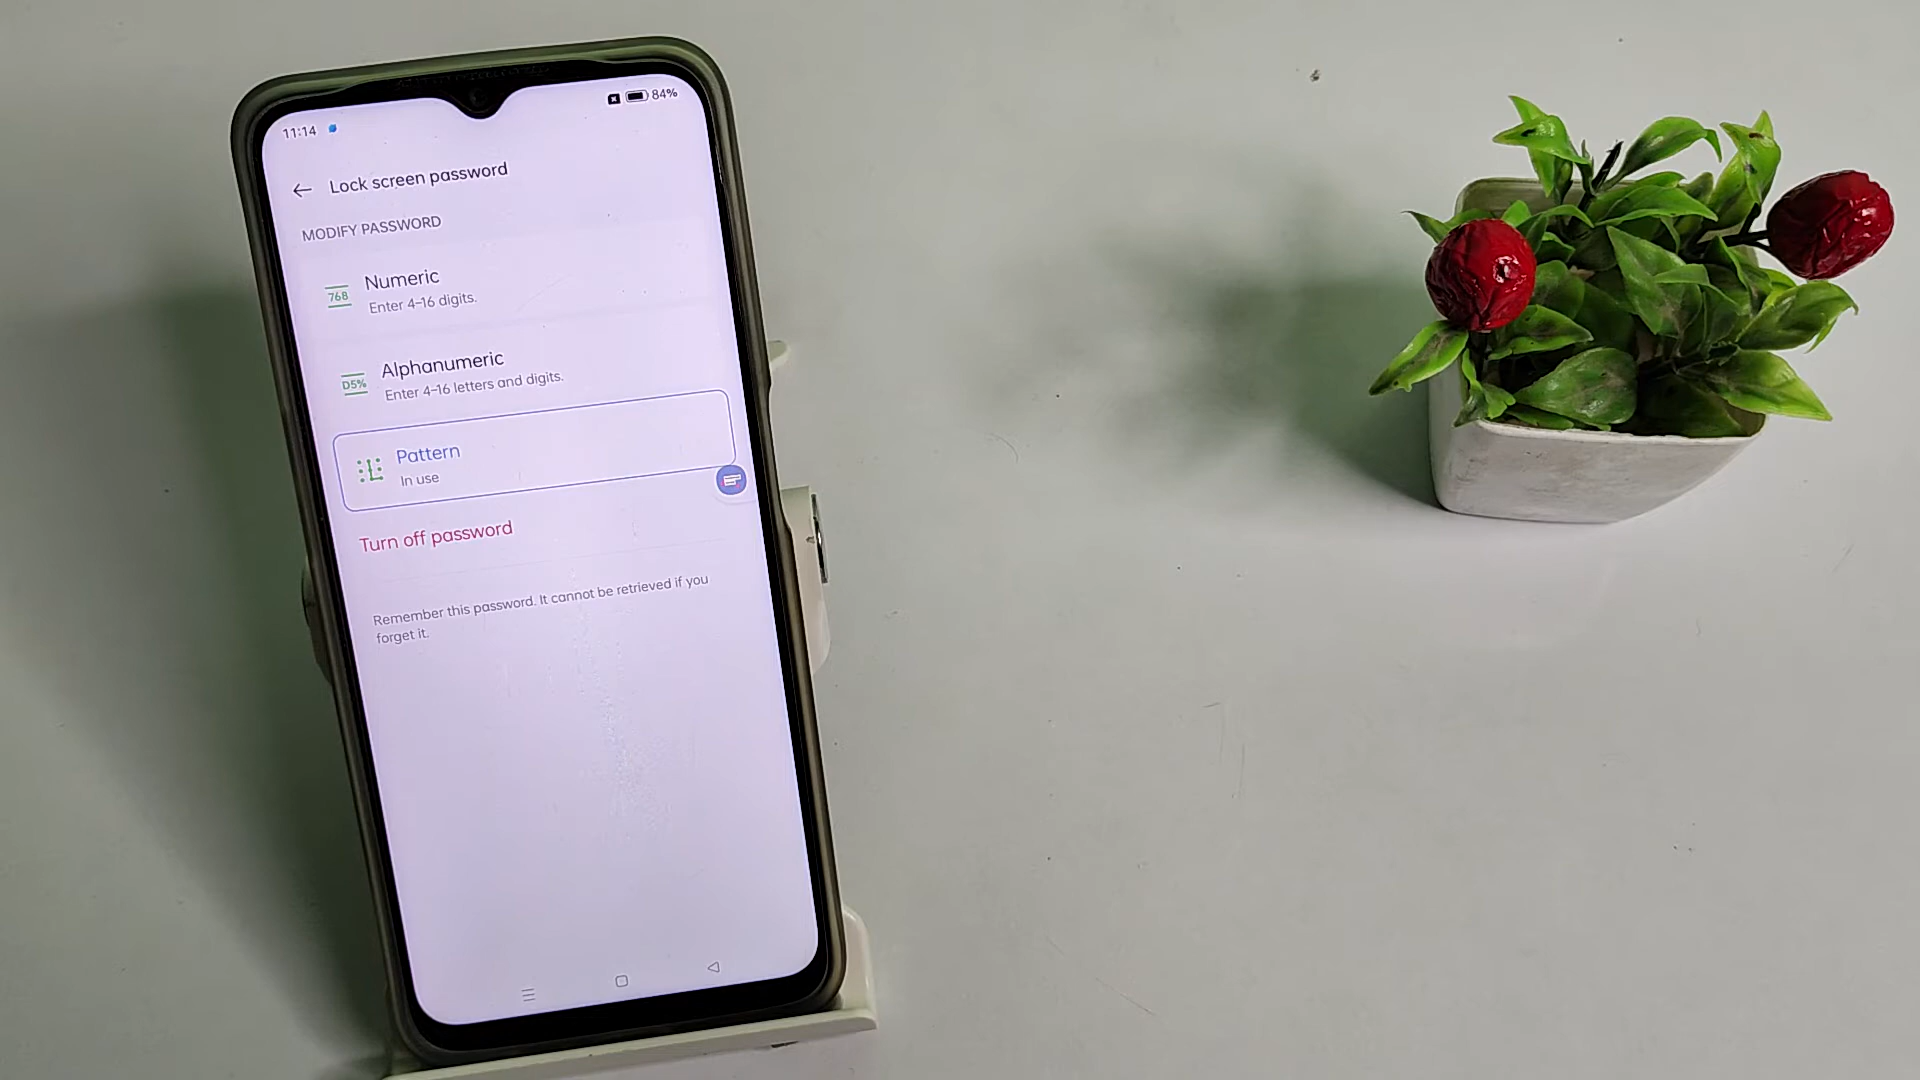 11:14
84%
Lock screen password
MODIFY PASSWORD
768
Numeric
Enter 4-16 digits.
D5%
Alphanumeric
Enter 4-16 letters and digits.
Pattern
In use
Turn off password
Remember this password. It cannot be retrieved if you
forget it.